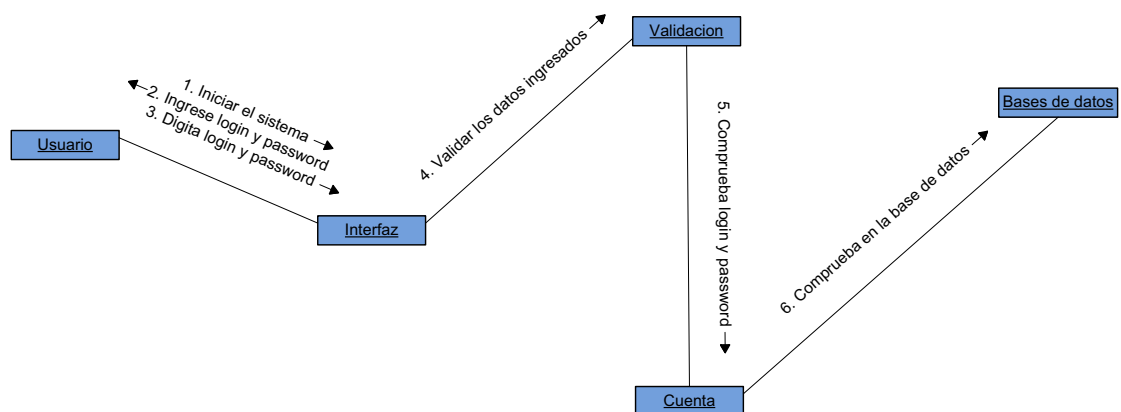 Validacion
1. Iniciar el sistema
2. Ingrese login y password
3. Digita login y password
4. Validar los datos ingresados
5. Comprueba login y password
Bases de datos
6. Comprueba en la base de datos
Usuario
Interfaz
Cuenta